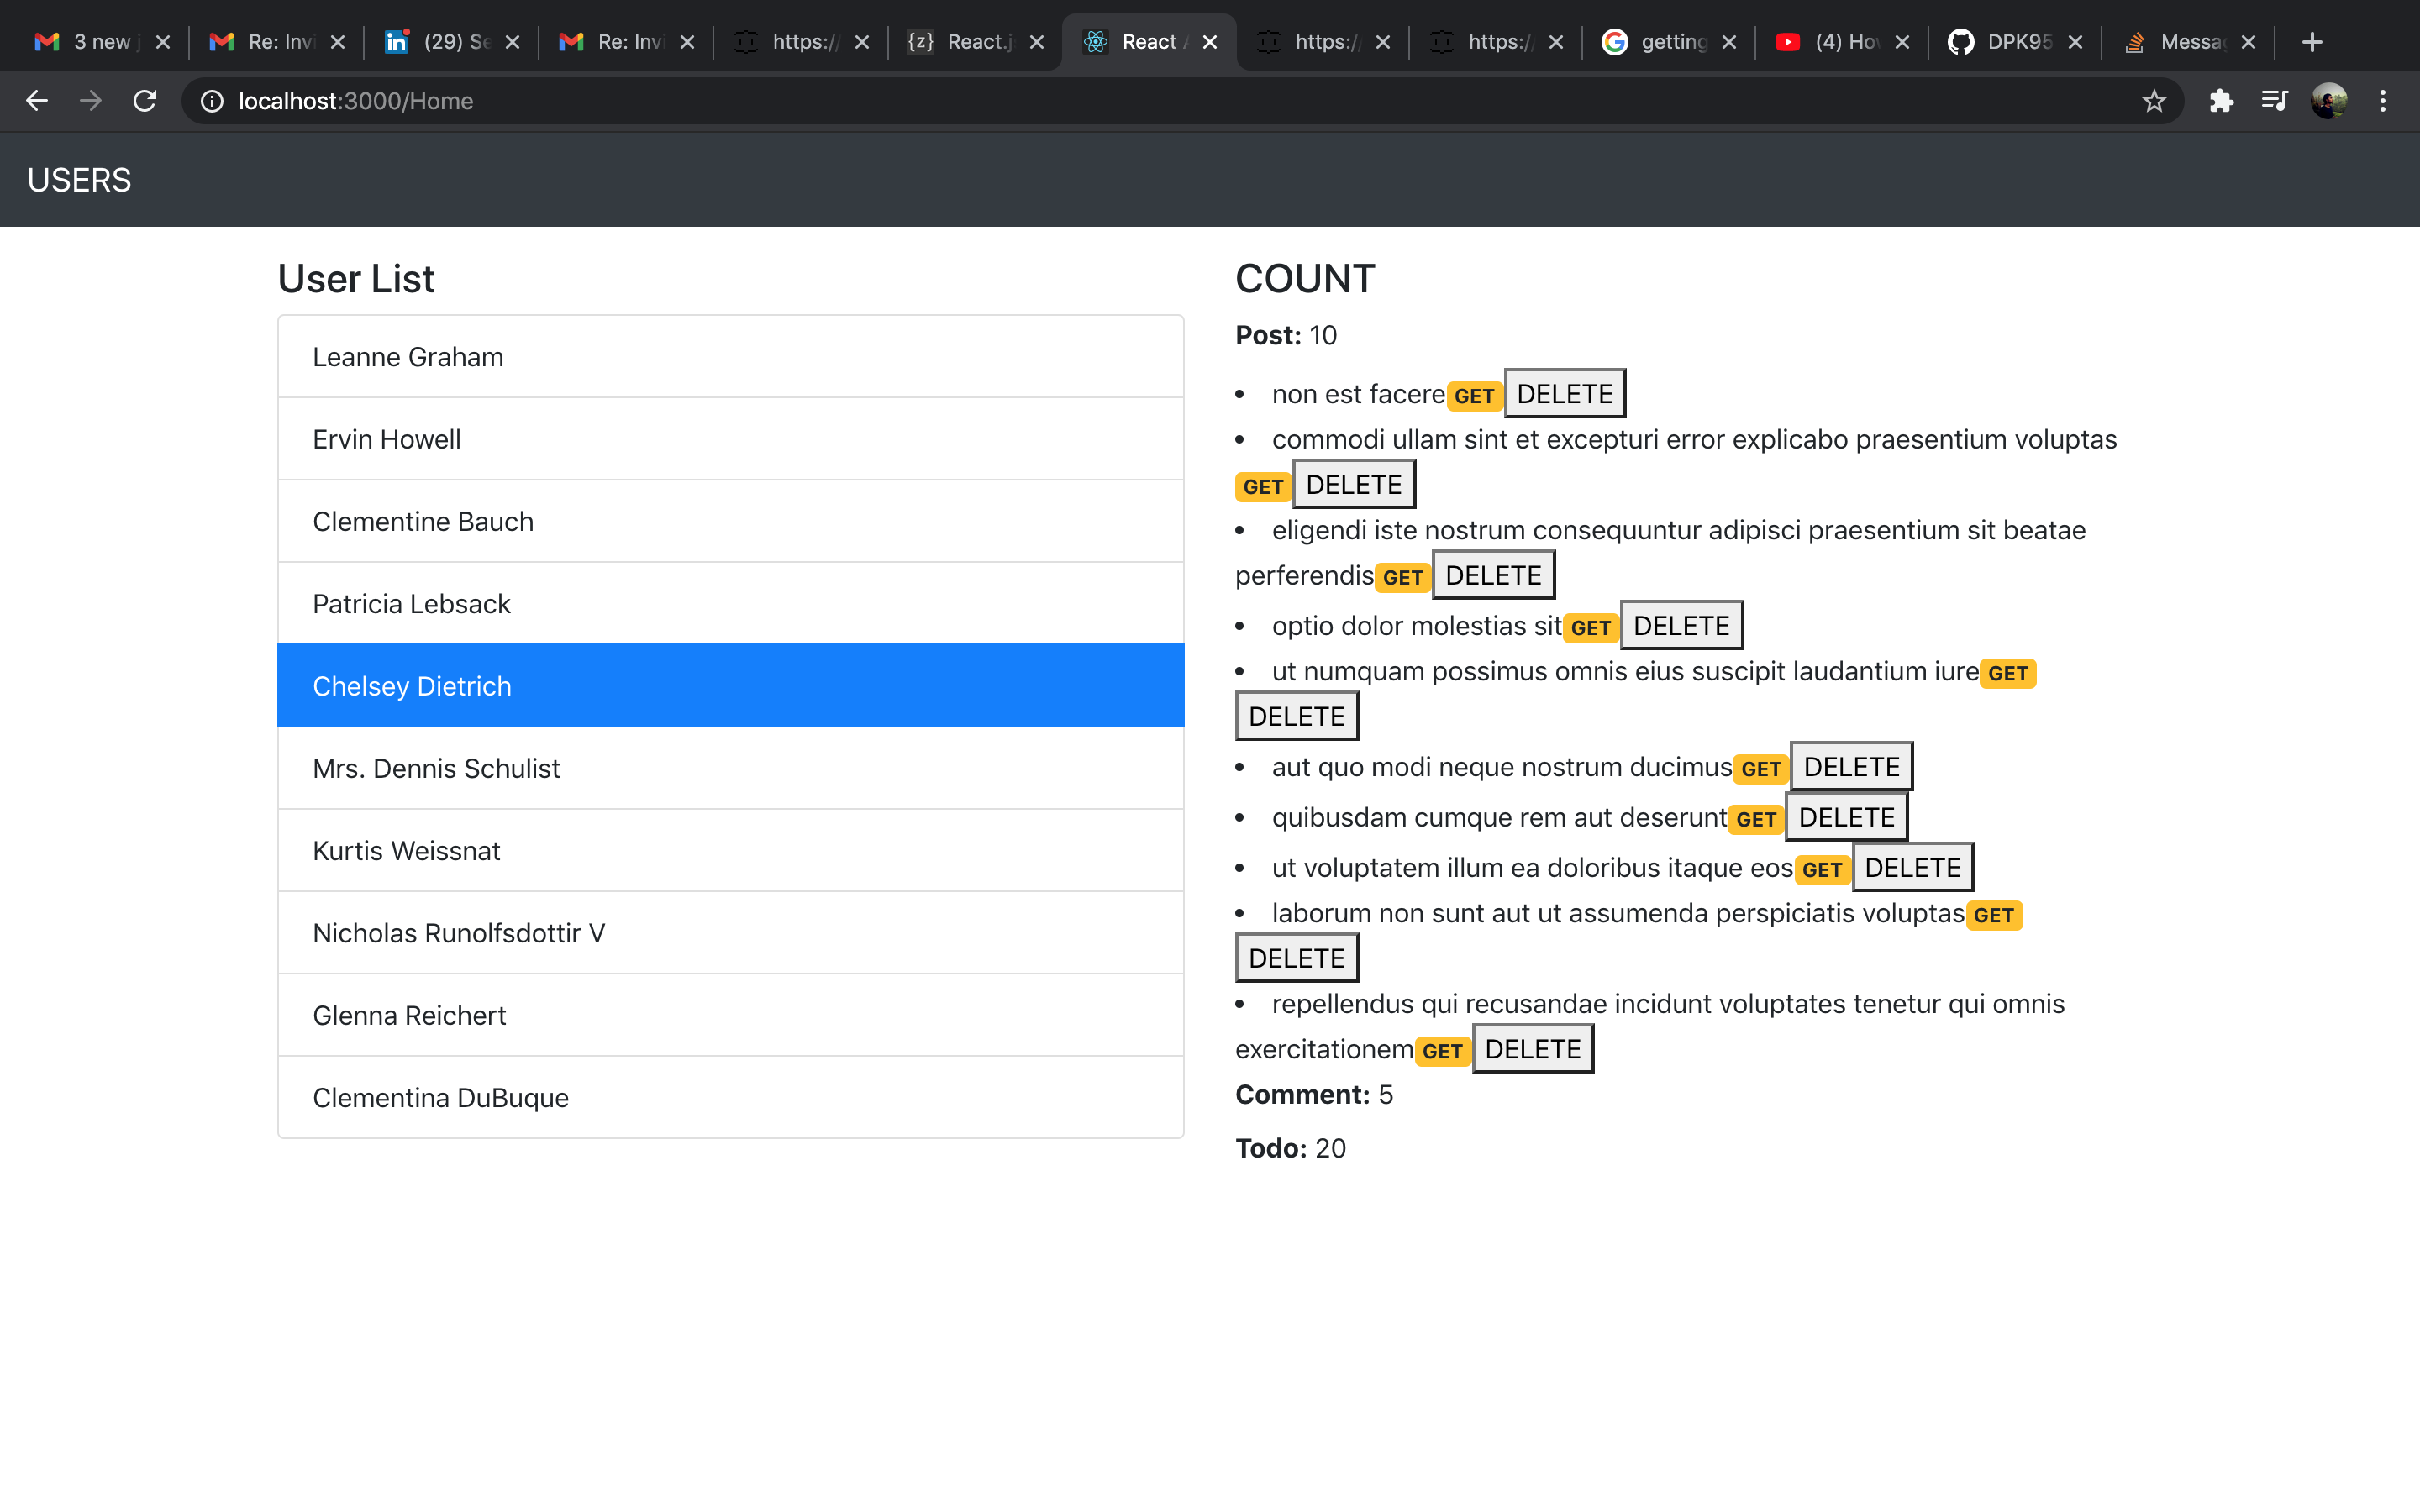 3 new
Re: Invi
(29) Se
Re: Invi
https://
{z} React.j
React
https://
https://
getting
(4) Hov
DPK95
Messa
localhost:3000/Home
USERS
User List
Leanne Graham
Ervin Howell
Clementine Bauch
Patricia Lebsack
Chelsey Dietrich
Mrs. Dennis Schulist
Kurtis Weissnat
Nicholas Runolfsdottir V
Glenna Reichert
Clementina DuBuque
COUNT
Post: 10
• non est facere GET DELETE
• commodi ullam sint et excepturi error explicabo praesentium voluptas
GET DELETE
• eligendi iste nostrum consequuntur adipisci praesentium sit beatae
perferendis GET DELETE
• optio dolor molestias sit GET DELETE
• ut numquam possimus omnis eius suscipit laudantium iure GET
DELETE
• aut quo modi neque nostrum ducimus GET DELETE
• quibusdam cumque rem aut deserunt GET DELETE
• ut voluptatem illum ea doloribus itaque eos GET DELETE
• laborum non sunt aut ut assumenda perspiciatis voluptas GET
DELETE
• repellendus qui recusandae incidunt voluptates tenetur qui omnis
exercitationem GET DELETE
Comment: 5
Todo: 20